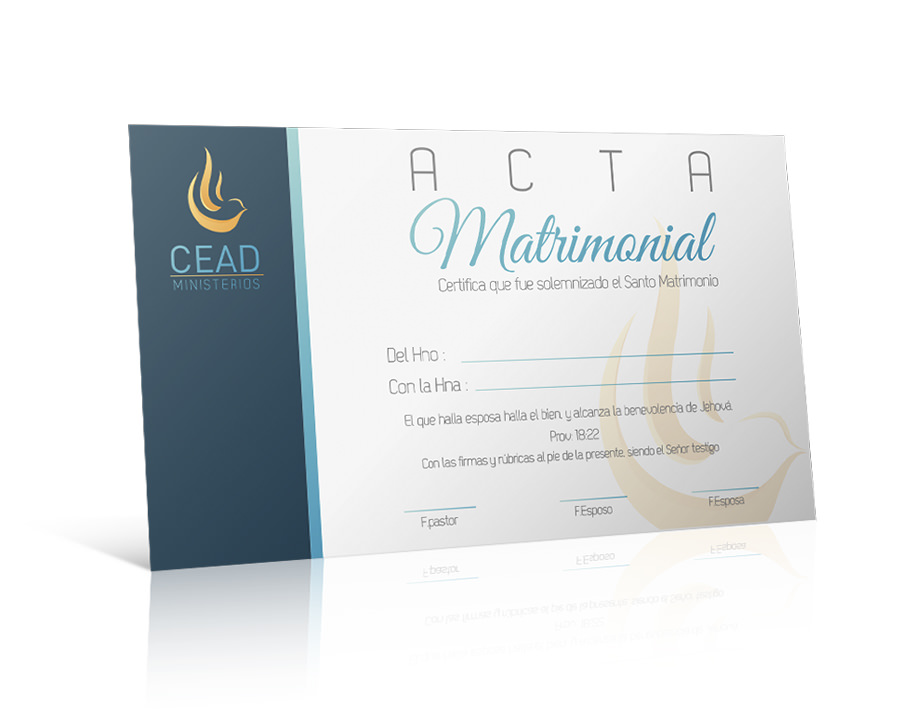 CEAD
MINISTERIOS
ACTA
Matrimonial
Certifica que fue solemnizado el Santo Matrimonio
Del Hno :
Con la Hna :
El que halla esposa halla el bien, y alcanza la benevolencia de Jehová.
Prov: 18:22
Con las firmas y rúbricas al pie de la presente, siendo el Señor testigo
F.pastor
F.Esposo
F.Esposa